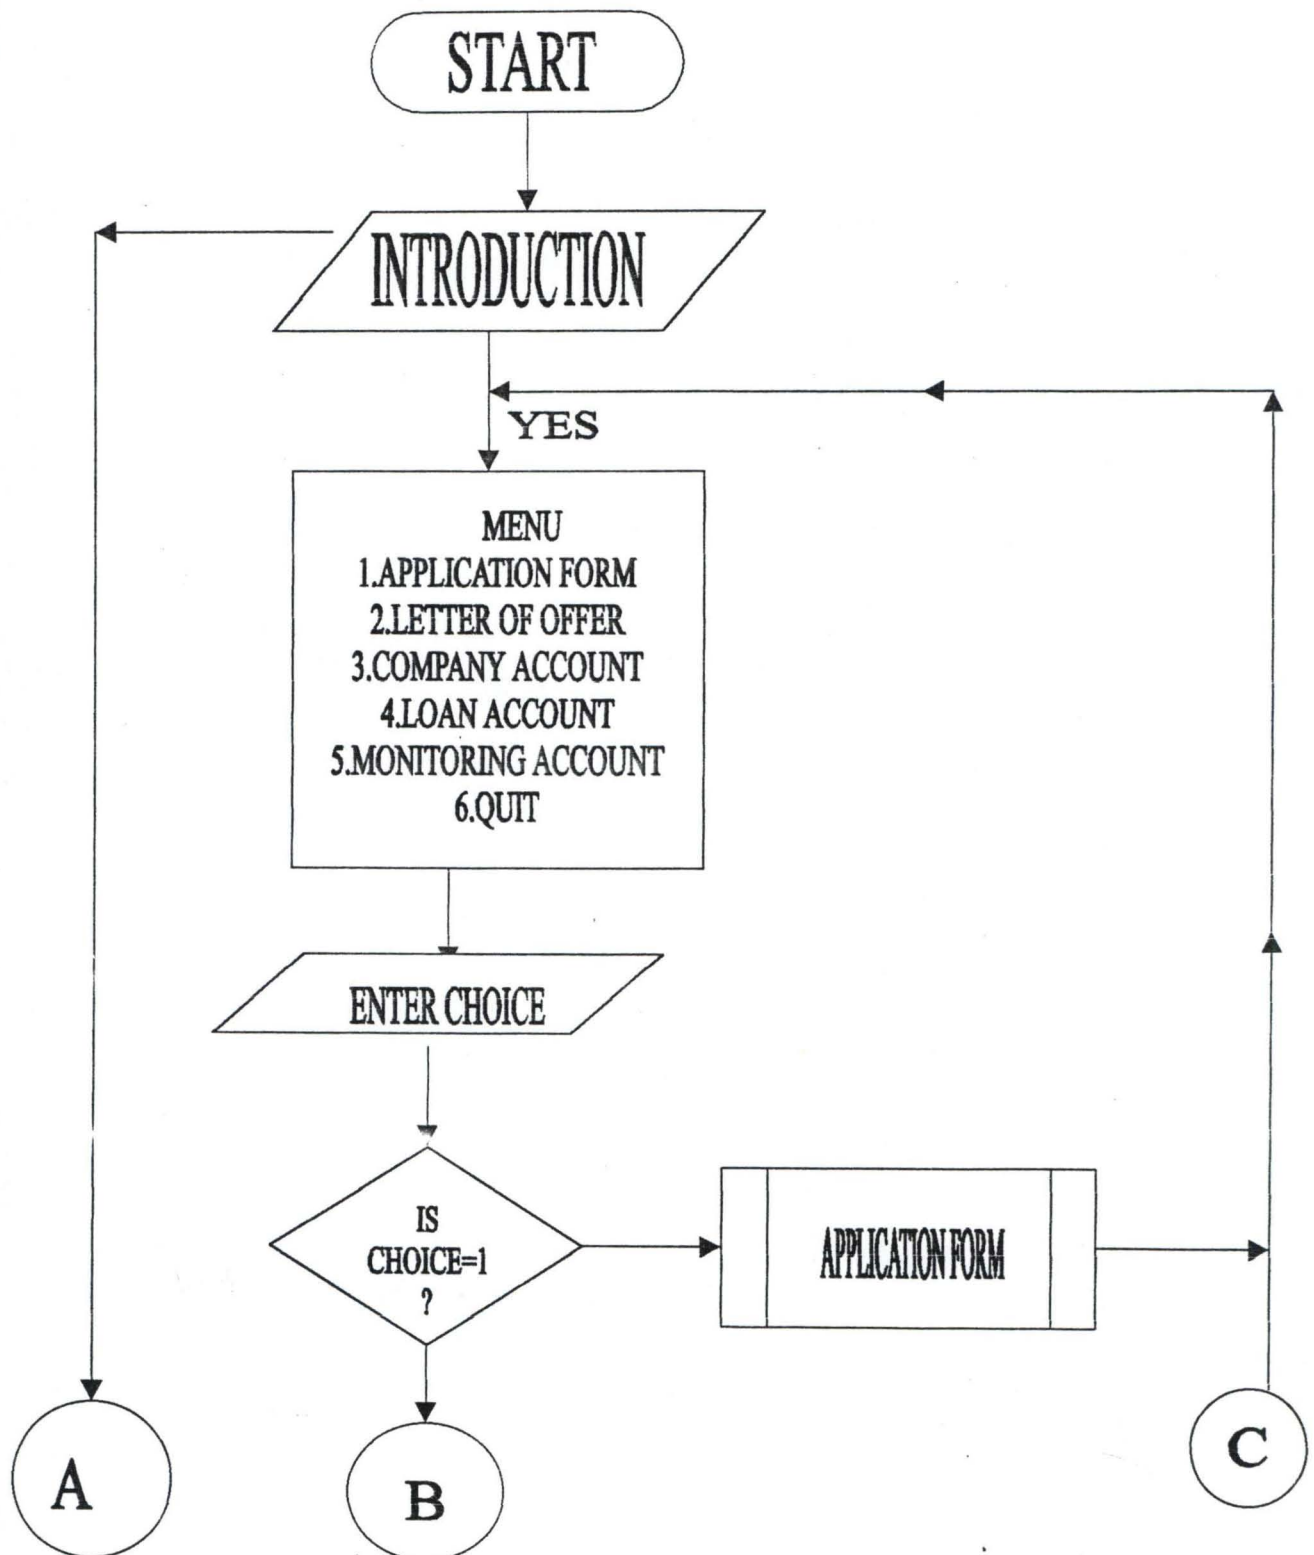 START
INTRODUCTION
YES
MENU
1.APPLICATION FORM
2.LETTER OF OFFER
3.COMPANY ACCOUNT
4.LOAN ACCOUNT
5.MONITORING ACCOUNT
6.QUIT
ENTER CHOICE
IS
CHOICE=1
?
APPLICATION FORM
A
B
C